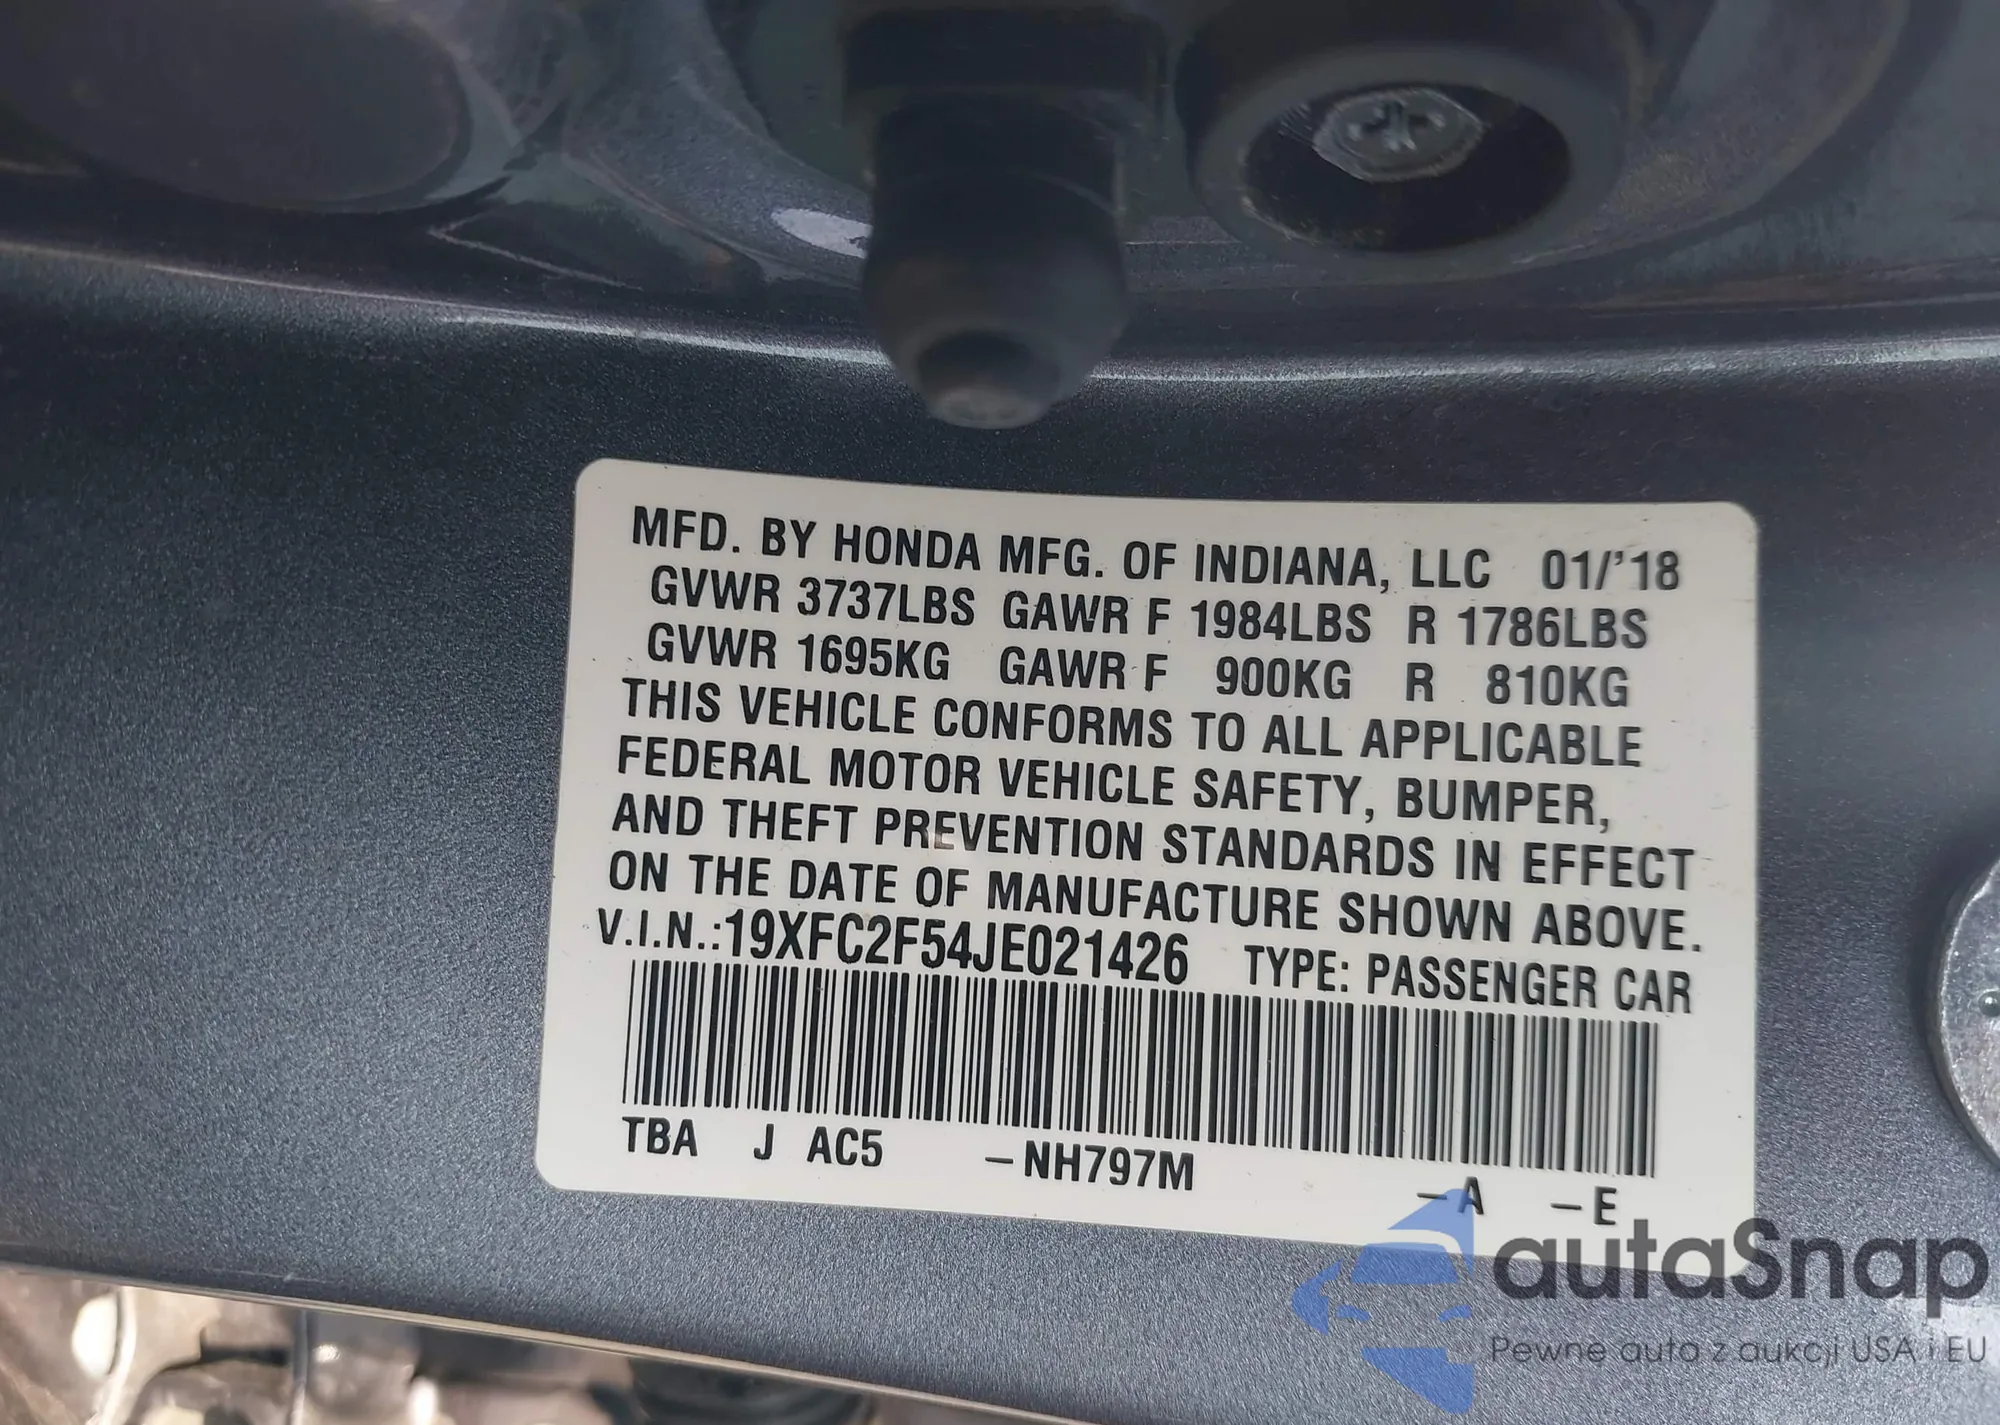 MFD. BY HONDA MFG. OF INDIANA, LLC 01/'18
GVWR 3737LBS GAWR F 1984LBS R 1786LBS
GVWR 1695KG GAWR F 900KG R 810KG
THIS VEHICLE CONFORMS TO ALL APPLICABLE
FEDERAL MOTOR VEHICLE SAFETY, BUMPER,
AND THEFT PREVENTION STANDARDS IN EFFECT
ON THE DATE OF MANUFACTURE SHOWN ABOVE.
V.I.N.:19XFC2F54JE021426 TYPE: PASSENGER CAR
TBA J AC5 –NH797M –A –E
autaSnap
Pewne auta z aukcji USA i EU